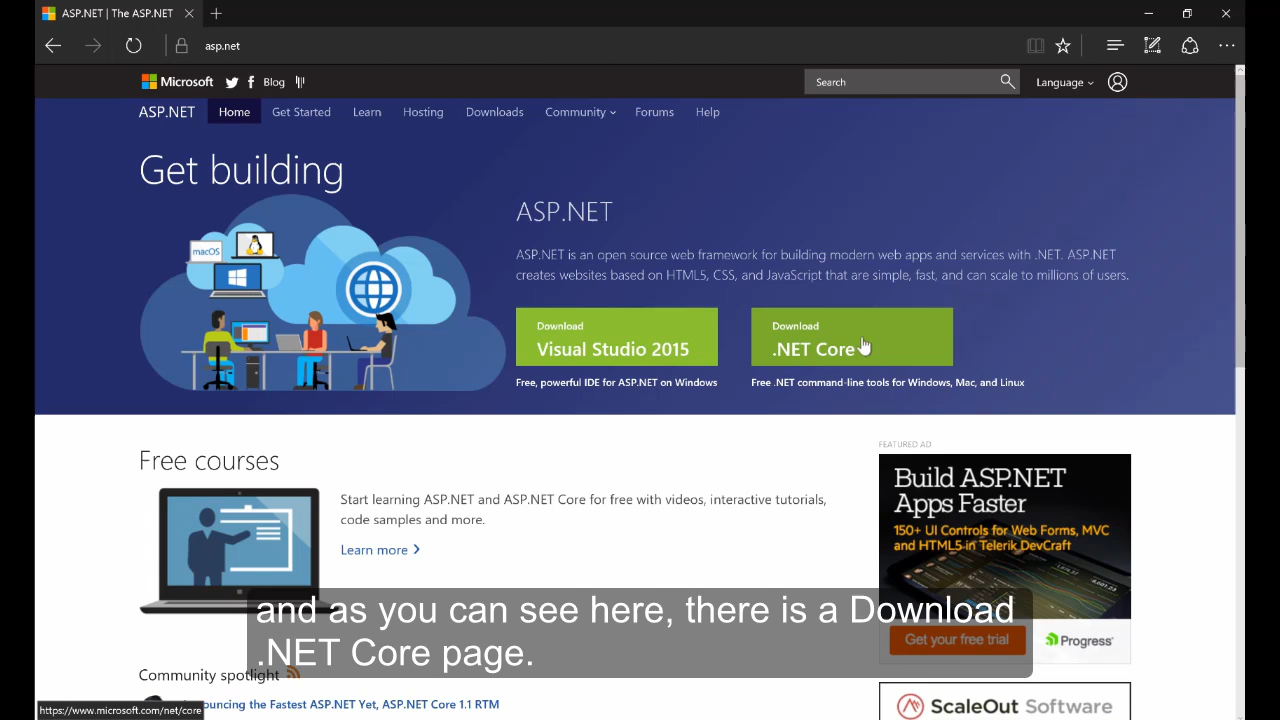 ASP.NET | The ASP.NET
asp.net
Microsoft
Blog
Search
Language
ASP.NET
Home
Get Started
Learn
Hosting
Downloads
Community
Forums
Help
Get building
macOS
ASP.NET
ASP.NET is an open source web framework for building modern web apps and services with .NET. ASP.NET
creates websites based on HTML5, CSS, and JavaScript that are simple, fast, and can scale to millions of users.
Download
Visual Studio 2015
Free, powerful IDE for ASP.NET on Windows
Download
.NET Core
Free .NET command-line tools for Windows, Mac, and Linux
Free courses
Start learning ASP.NET and ASP.NET Core for free with videos, interactive tutorials,
code samples and more.
Learn more
FEATURED AD
Build ASP.NET
Apps Faster
150+ UI Controls for Web Forms, MVC
and HTML5 in Telerik DevCraft
Get your free trial
Progress
and as you can see here, there is a Download
.NET Core page.
Community spotlight
ouncing the Fastest ASP.NET Yet, ASP.NET Core 1.1 RTM
https://www.microsoft.com/net/core
ScaleOut Software